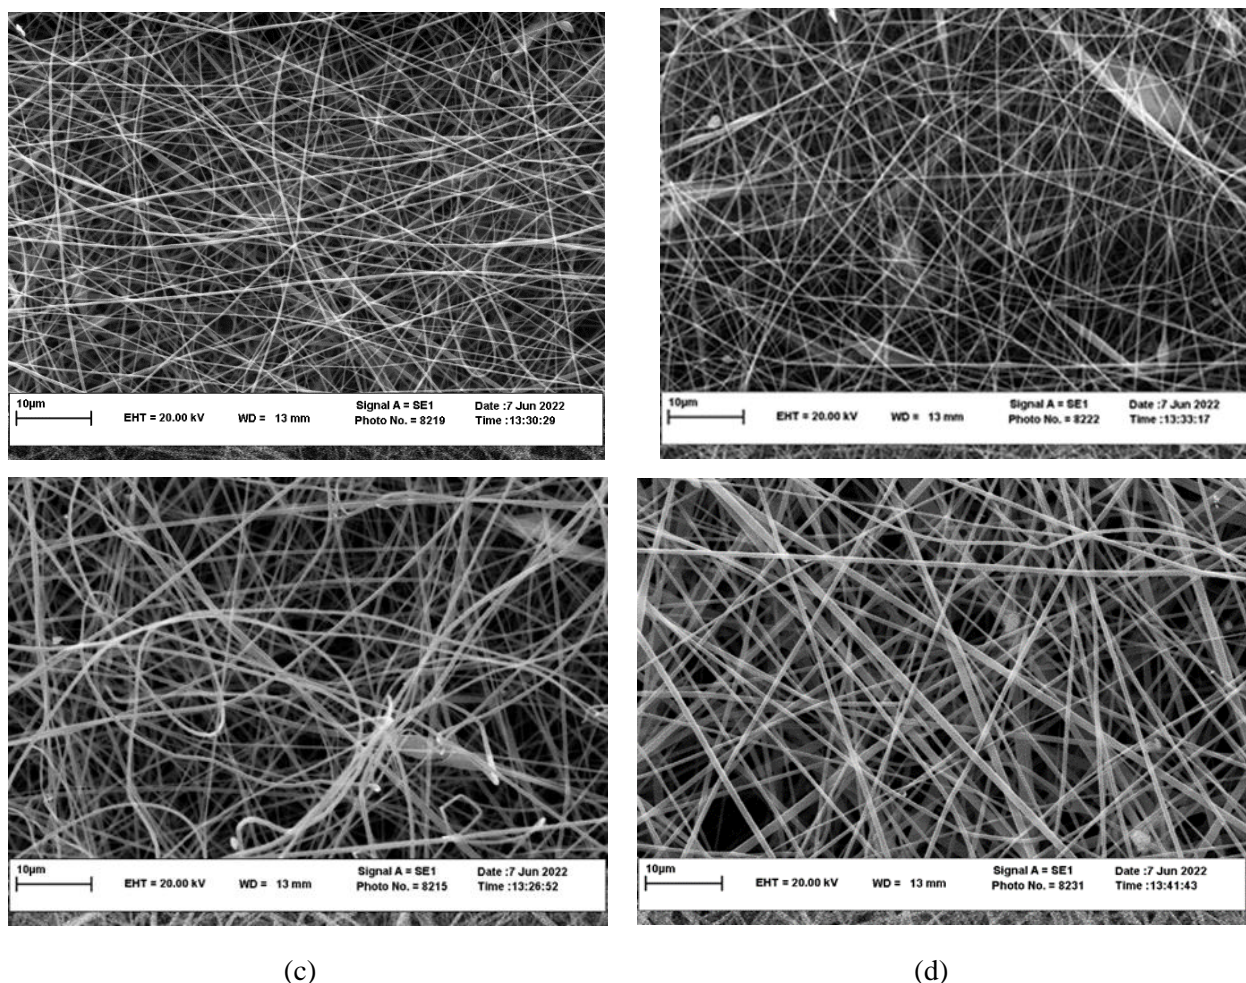 10µm
EHT = 20.00 kV WD = 13 mm Signal A = SE1 Date :7 Jun 2022
Photo No. = 8219 Time :13:30:29
10µm
EHT = 20.00 kV WD = 13 mm Signal A = SE1 Date :7 Jun 2022
Photo No. = 8222 Time :13:33:17
10µm
EHT = 20.00 kV WD = 13 mm Signal A = SE1 Date :7 Jun 2022
Photo No. = 8215 Time :13:26:52
10µm
EHT = 20.00 kV WD = 13 mm Signal A = SE1 Date :7 Jun 2022
Photo No. = 8231 Time :13:41:43
(c) (d)